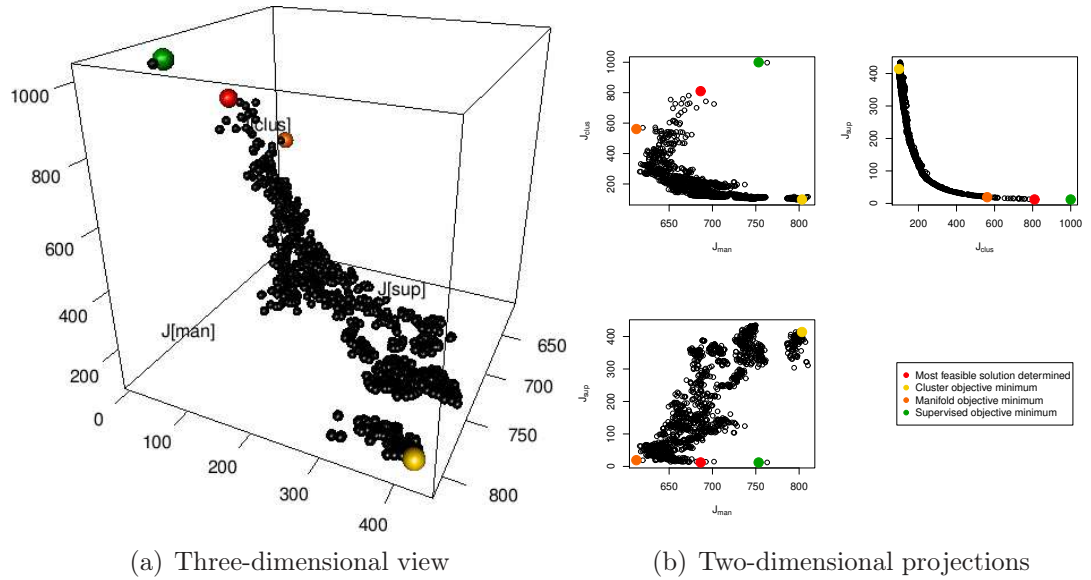 1000
800
600
400
200
0
100
200
300
400
650
700
750
800
J[clus]
J[sup]
J[man]
(a) Three-dimensional view
1000
800
600
400
200
J_clus
650
700
750
800
J_man
400
300
200
100
0
J_sup
200
400
600
800
1000
J_clus
400
300
200
100
0
J_sup
650
700
750
800
J_man
Most feasible solution determined
Cluster objective minimum
Manifold objective minimum
Supervised objective minimum
(b) Two-dimensional projections